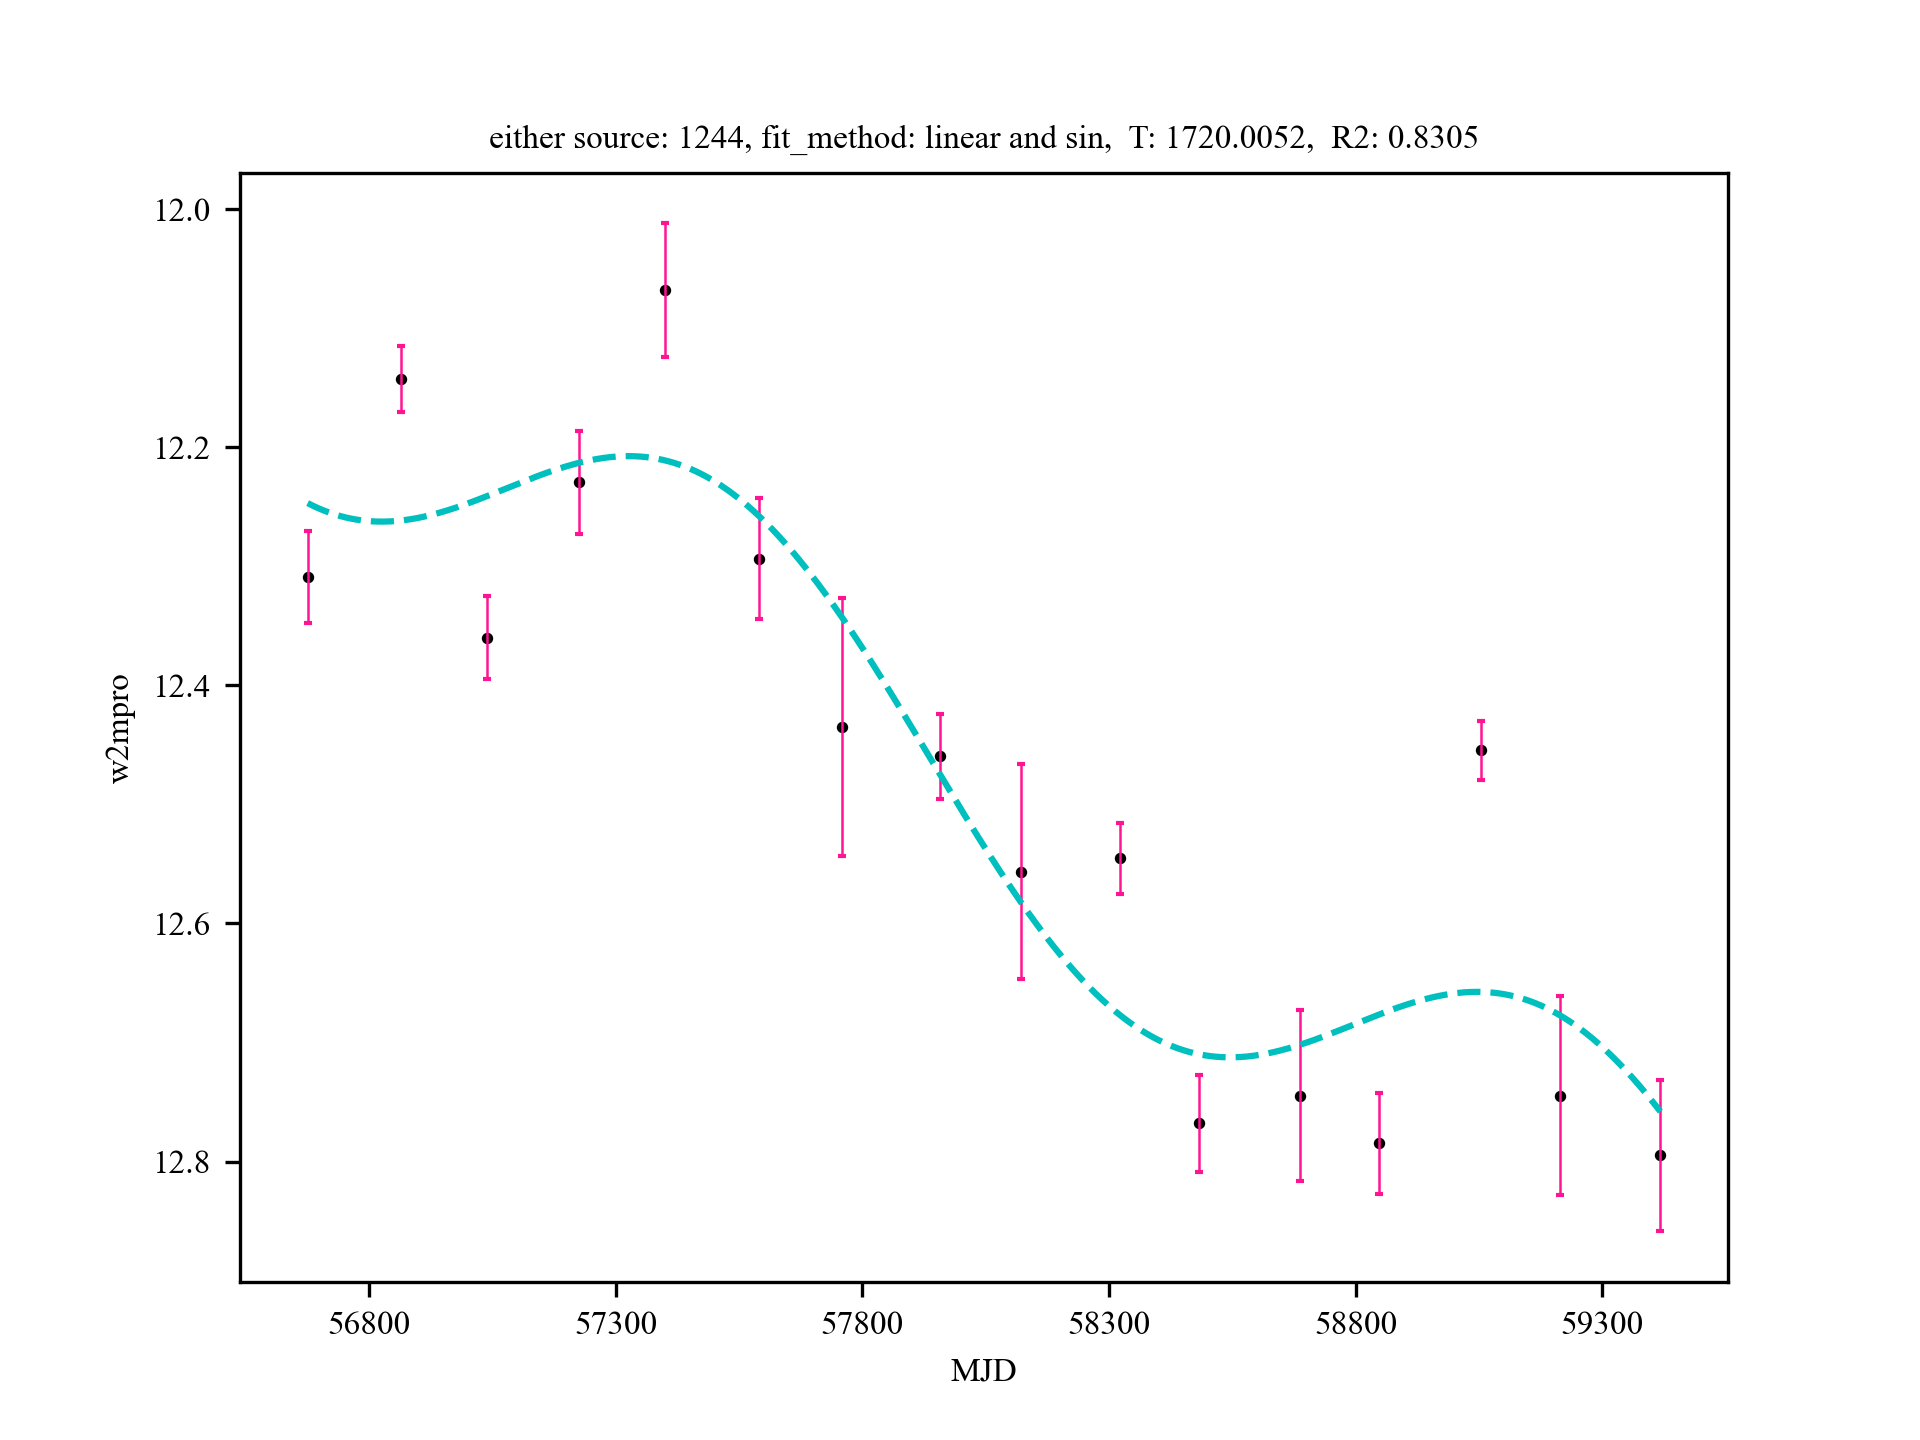 either source: 1244, fit_method: linear and sin,  T: 1720.0052,  R2: 0.8305
12.0
12.2
12.4
12.6
12.8
w2mpro
56800 57300 57800 58300 58800 59300
MJD